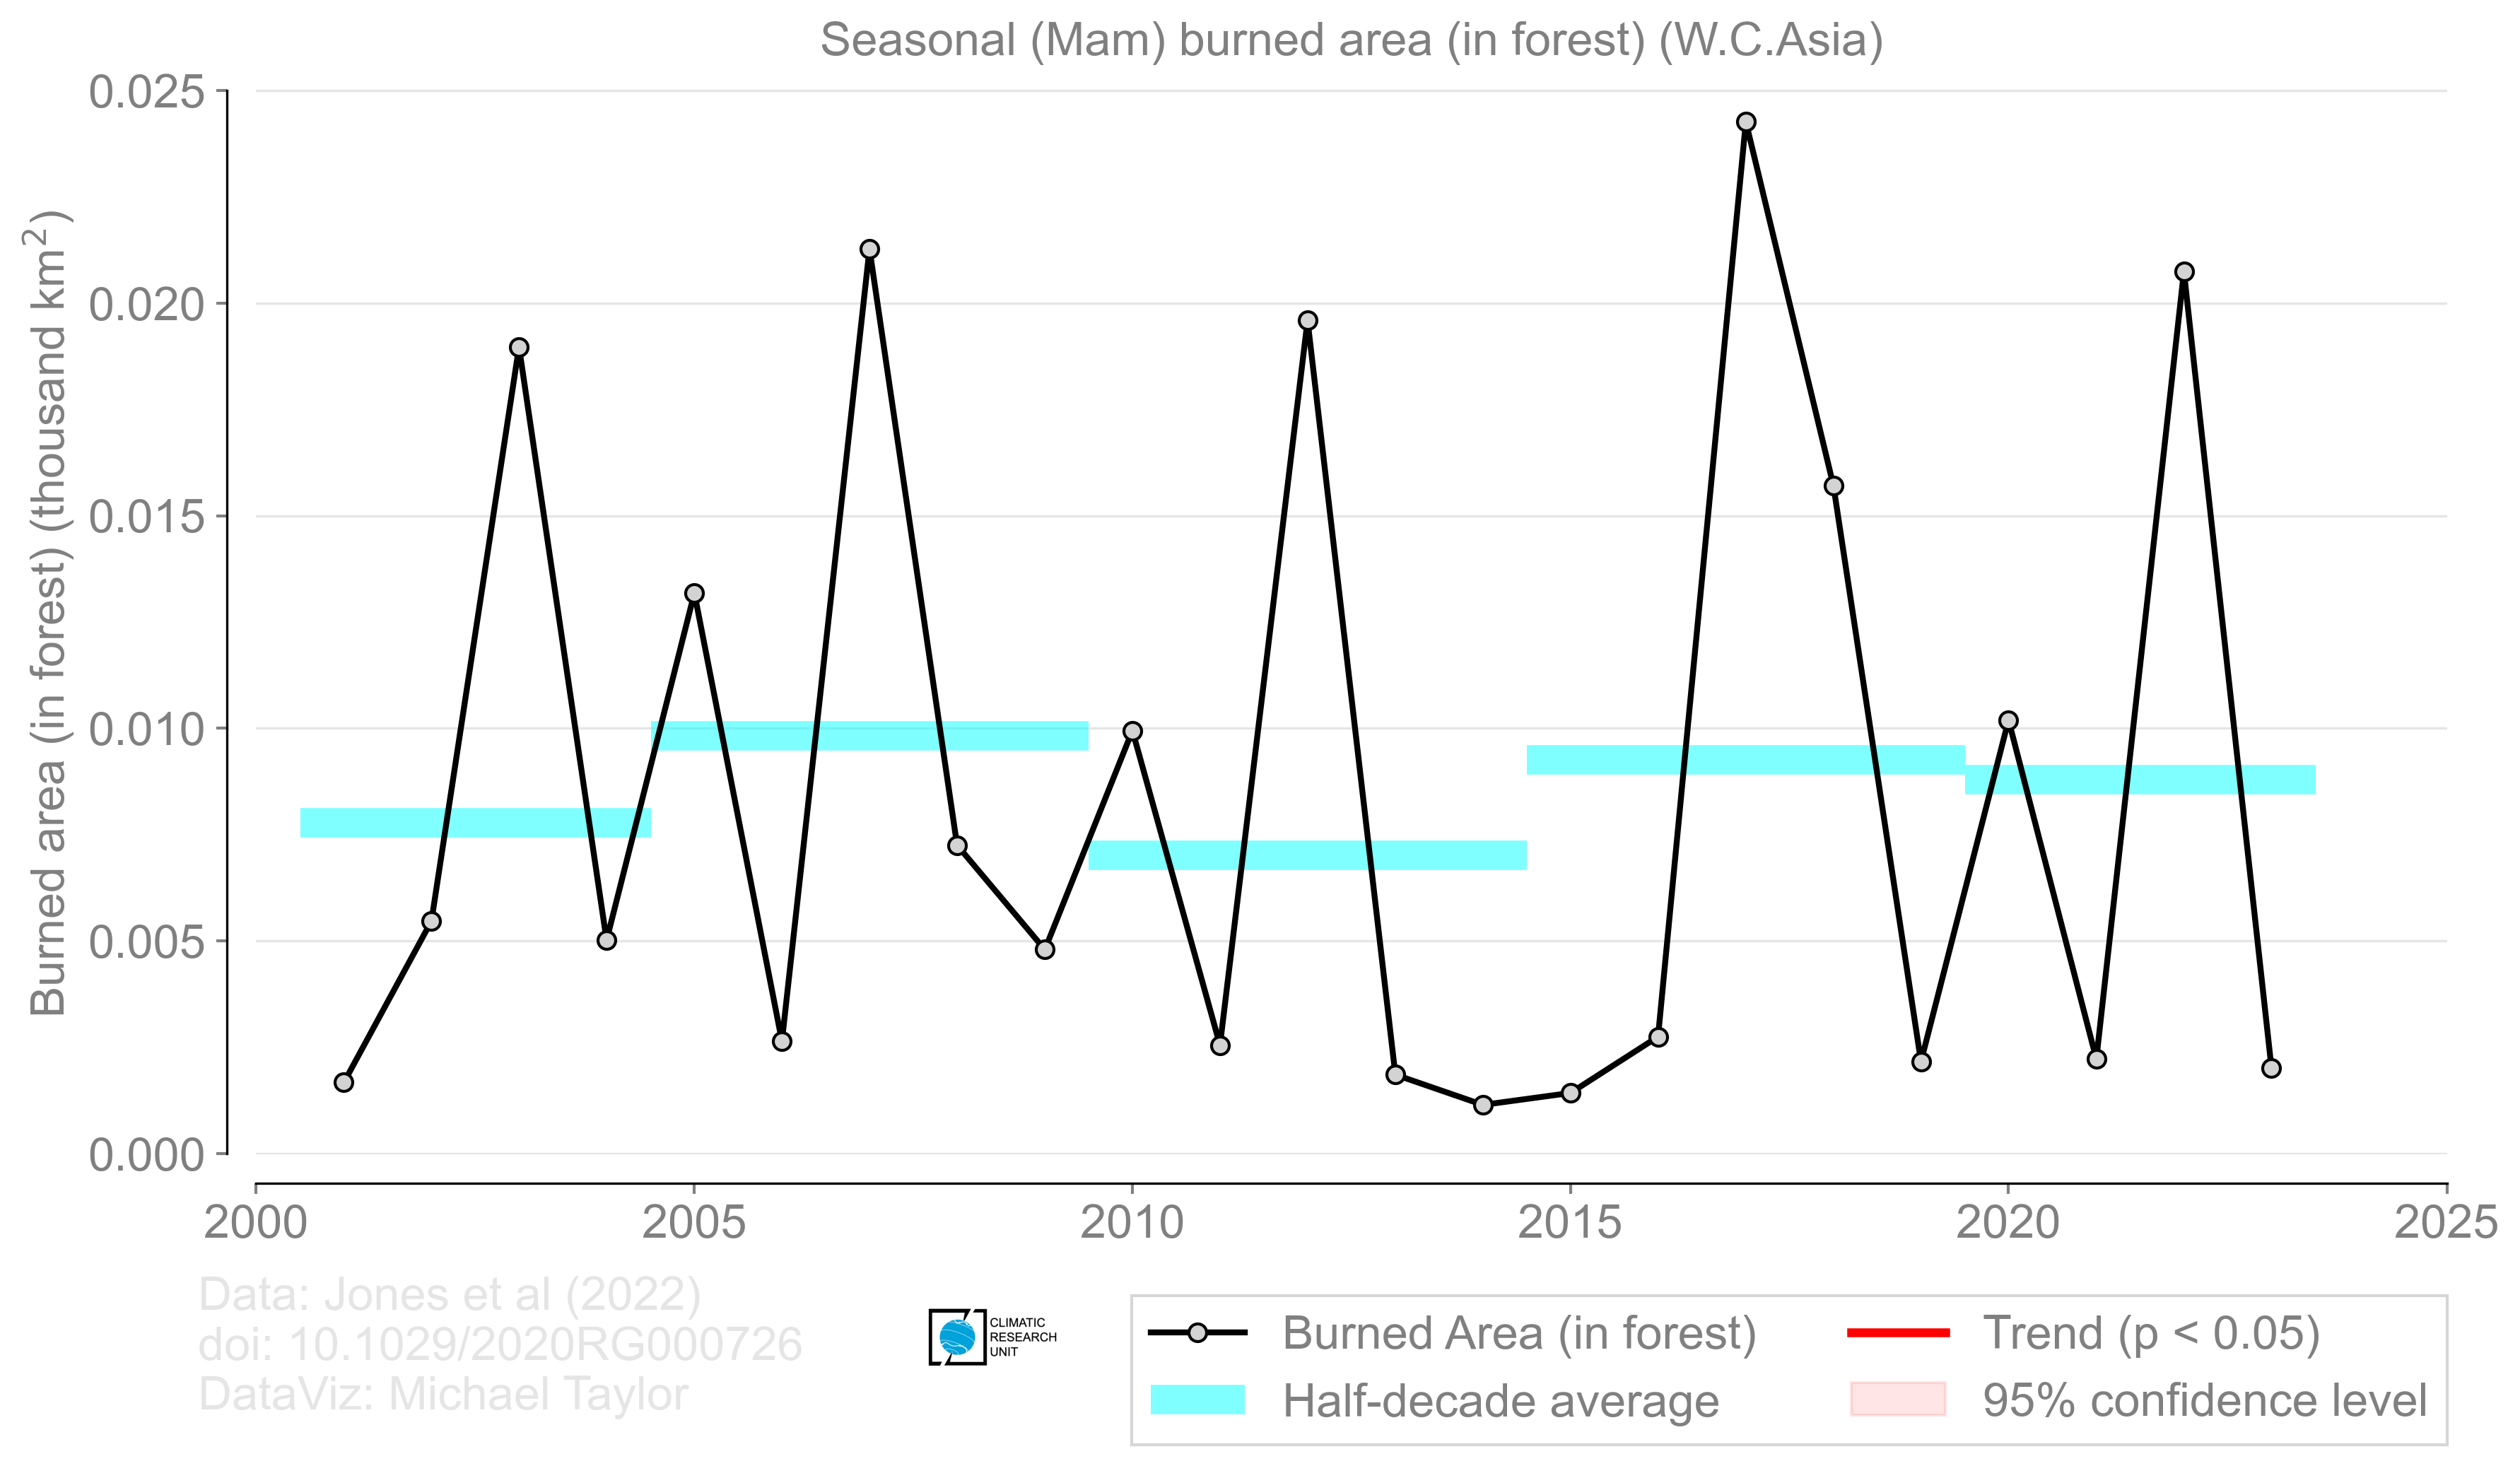 Seasonal (Mam) burned area (in forest) (W.C.Asia)
Burned area (in forest) (thousand km²)
0.025
0.020
0.015
0.010
0.005
0.000
2000
2005
2010
2015
2020
2025
Data: Jones et al (2022)
doi: 10.1029/2020RG000726
DataViz: Michael Taylor
CLIMATIC
RESEARCH
UNIT
Burned Area (in forest)
Half-decade average
Trend (p < 0.05)
95% confidence level